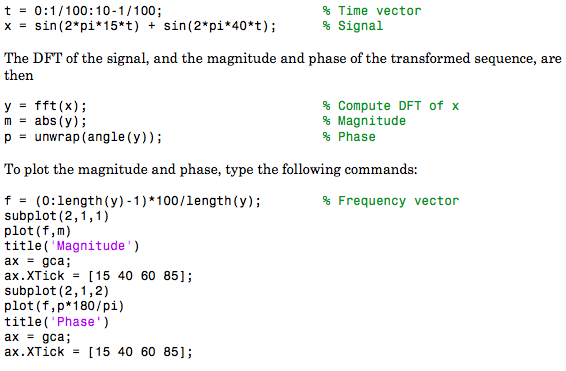 t = 0:1/100:10-1/100; % Time vector
x = sin(2*pi*15*t) + sin(2*pi*40*t); % Signal
The DFT of the signal, and the magnitude and phase of the transformed sequence, are
then
y = fft(x); % Compute DFT of x
m = abs(y); % Magnitude
p = unwrap(angle(y)); % Phase
To plot the magnitude and phase, type the following commands:
f = (0:length(y)-1)*100/length(y); % Frequency vector
subplot(2,1,1)
plot(f,m)
title('Magnitude')
ax = gca;
ax.XTick = [15 40 60 85];
subplot(2,1,2)
plot(f,p*180/pi)
title('Phase')
ax = gca;
ax.XTick = [15 40 60 85];